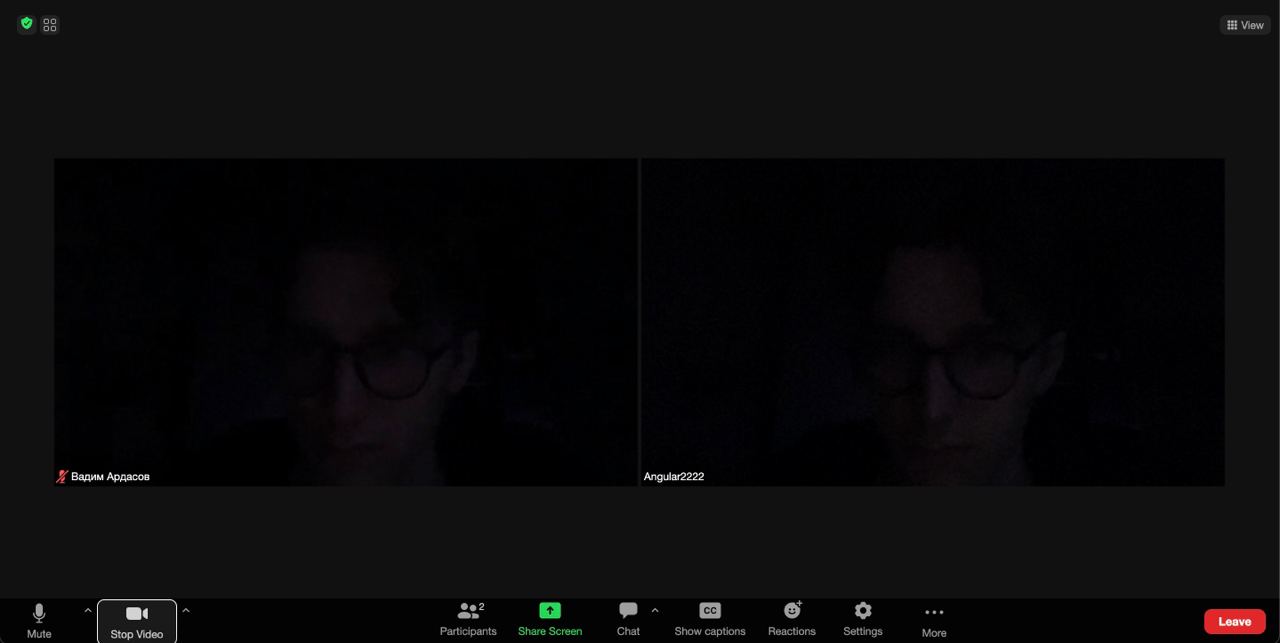 View
Вадим Ардасов
Angular2222
Mute
Stop Video
2
Participants
Share Screen
Chat
CC
Show captions
Reactions
Settings
More
Leave